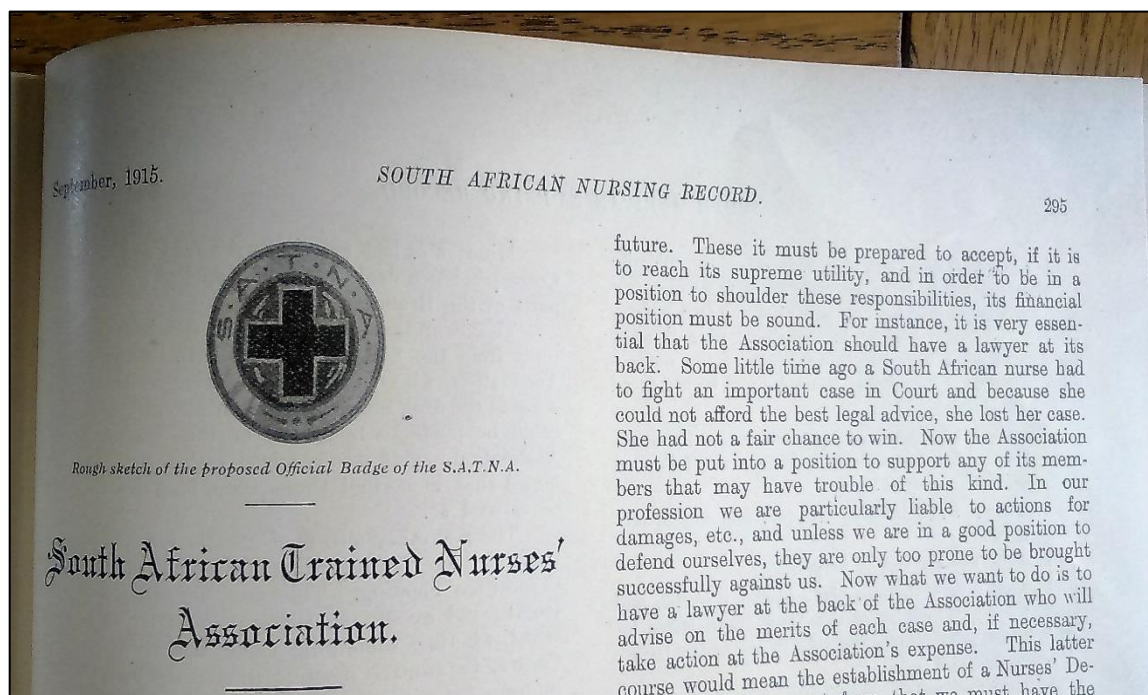 September, 1915.
SOUTH AFRICAN NURSING RECORD.
295
S.A.T.N.A.
Rough sketch of the proposed Official Badge of the S.A.T.N.A.
South African Trained Nurses'
Association.
future. These it must be prepared to accept, if it is
to reach its supreme utility, and in order to be in a
position to shoulder these responsibilities, its financial
position must be sound. For instance, it is very essen-
tial that the Association should have a lawyer at its
back. Some little time ago a South African nurse had
to fight an important case in Court and because she
could not afford the best legal advice, she lost her case.
She had not a fair chance to win. Now the Association
must be put into a position to support any of its mem-
bers that may have trouble of this kind. In our
profession we are particularly liable to actions for
damages, etc., and unless we are in a good position to
defend ourselves, they are only too prone to be brought
successfully against us. Now what we want to do is to
have a lawyer at the back of the Association who will
advise on the merits of each case and, if necessary,
take action at the Association's expense. This latter
course would mean the establishment of a Nurses' De-
that we must have the